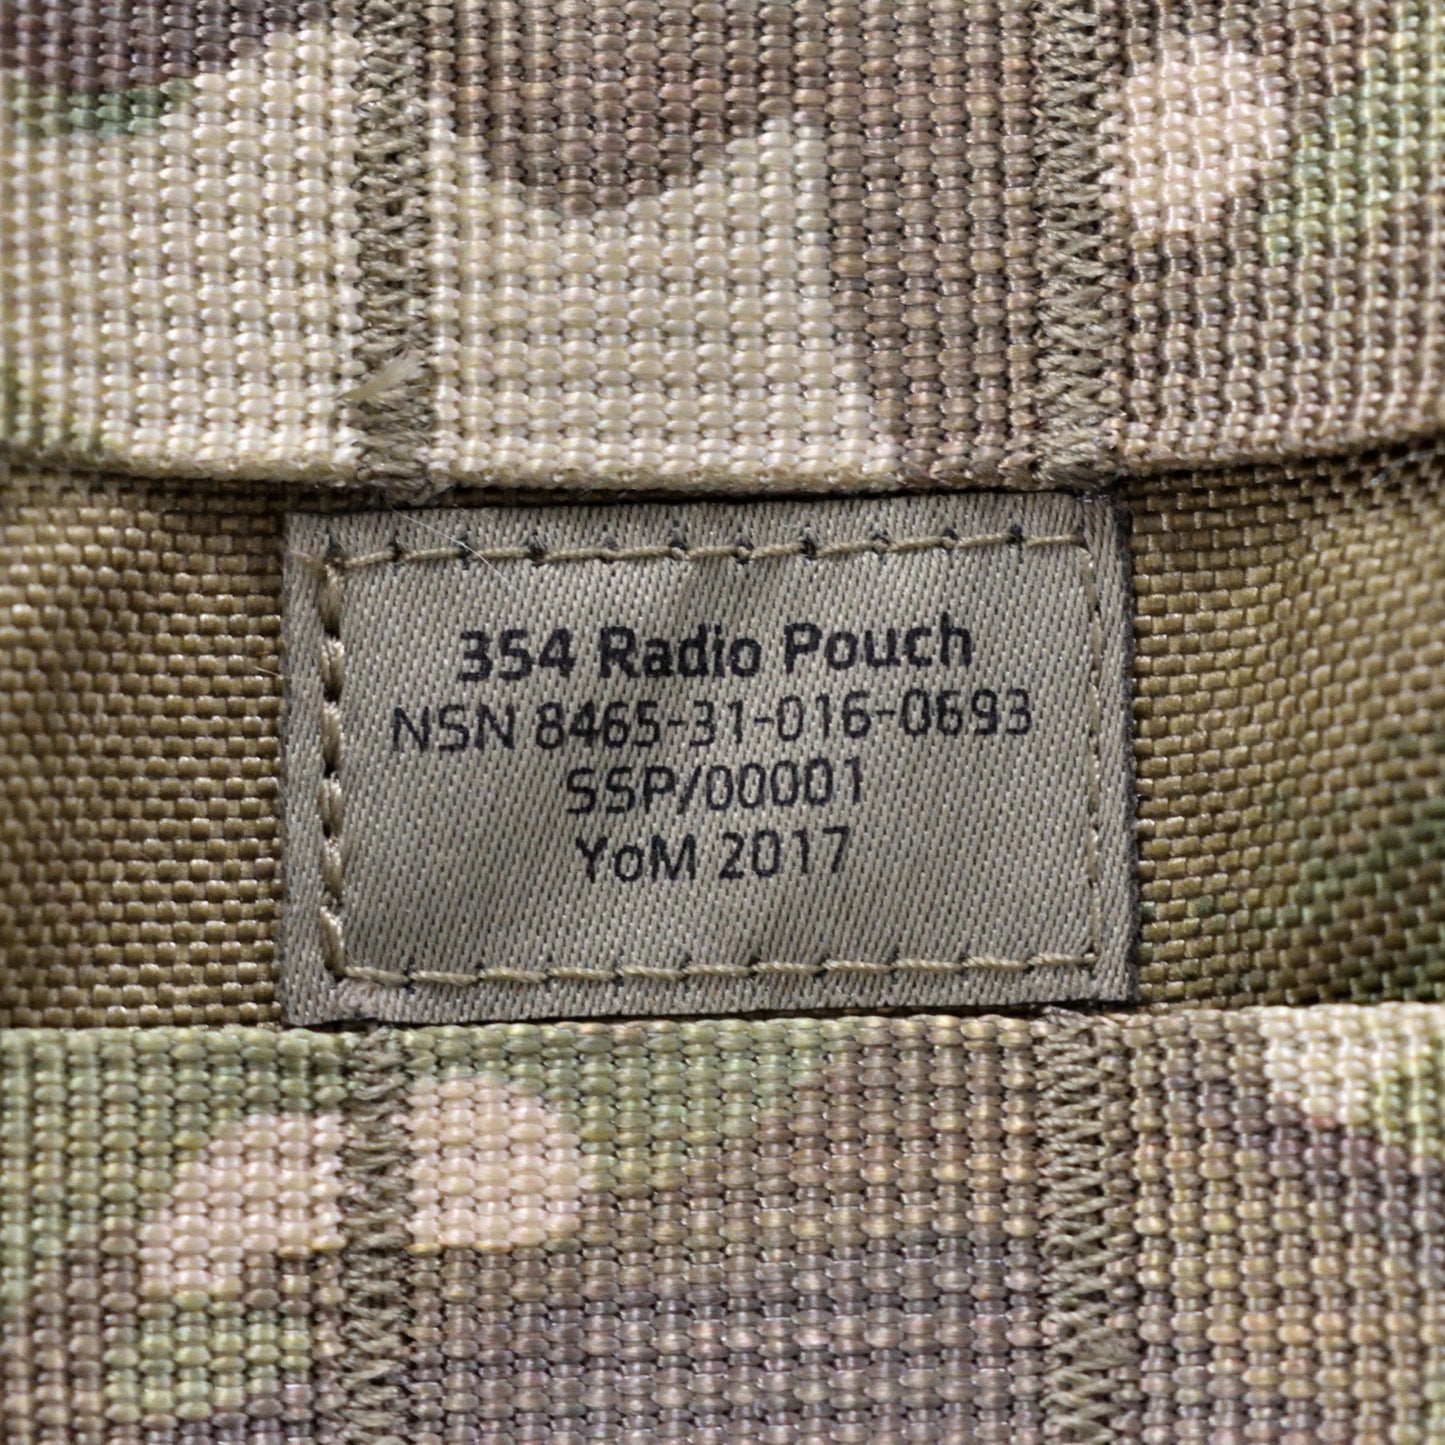 354 Radio Pouch
NSN 8465-31-016-0693
SSP/00001
YoM 2017